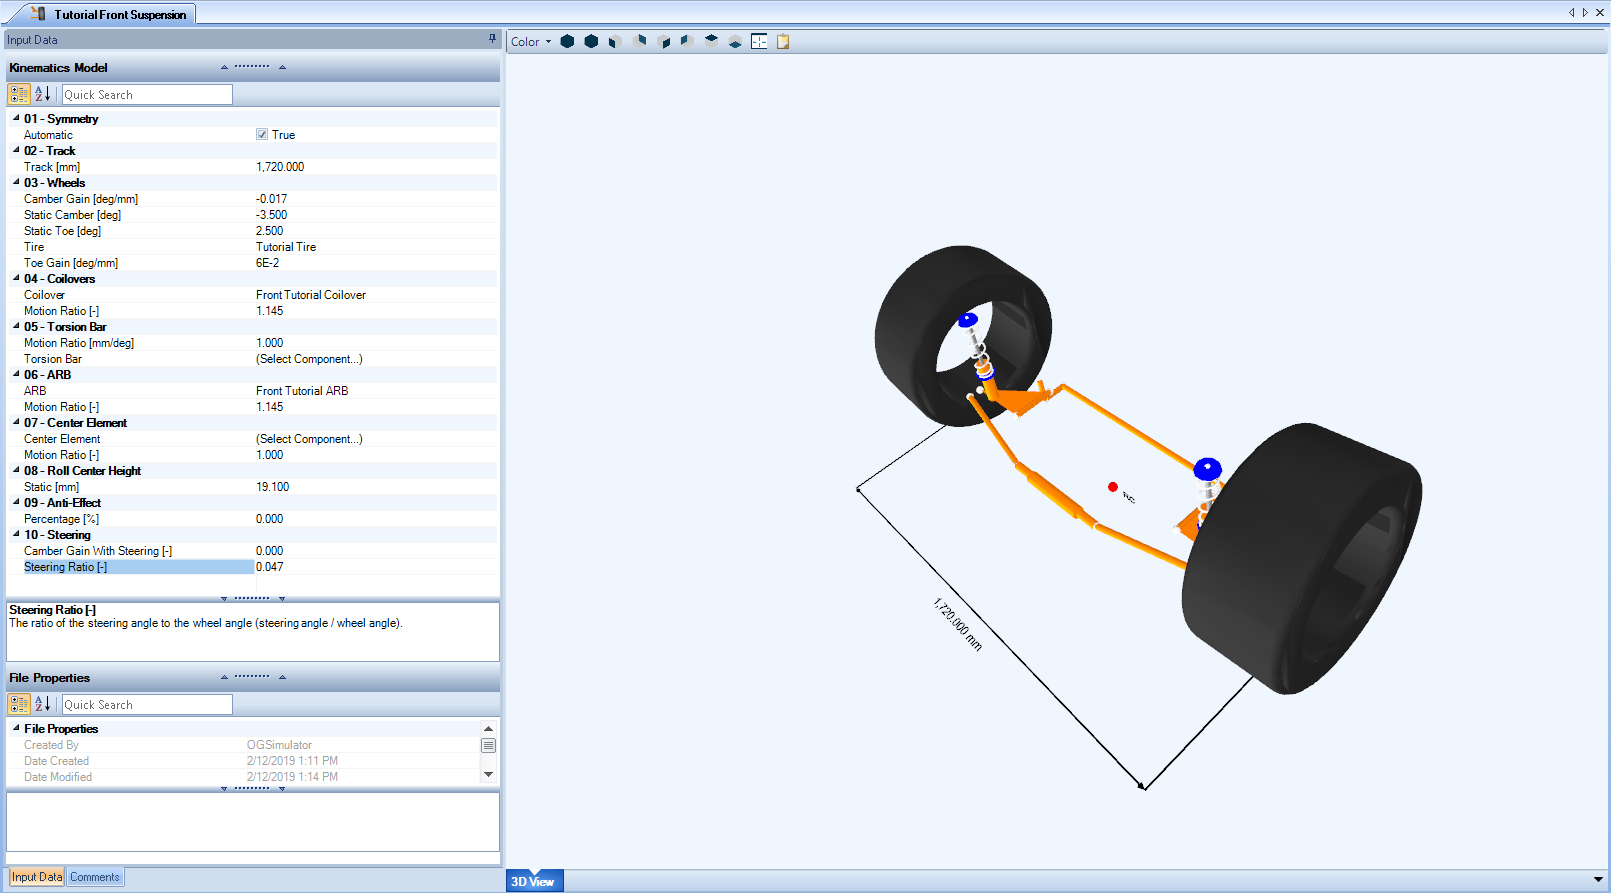 Tutorial Front Suspension
Input Data
Kinematics Model
Quick Search
01 - Symmetry
Automatic True
02 - Track
Track [mm] 1,720.000
03 - Wheels
Camber Gain [deg/mm] -0.017
Static Camber [deg] -3.500
Static Toe [deg] 2.500
Tire Tutorial Tire
Toe Gain [deg/mm] 6E-2
04 - Coilovers
Coilover Front Tutorial Coilover
Motion Ratio [-] 1.145
05 - Torsion Bar
Motion Ratio [mm/deg] 1.000
Torsion Bar (Select Component...)
06 - ARB
ARB Front Tutorial ARB
Motion Ratio [-] 1.145
07 - Center Element
Center Element (Select Component...)
Motion Ratio [-] 1.000
08 - Roll Center Height
Static [mm] 19.100
09 - Anti-Effect
Percentage [%] 0.000
10 - Steering
Camber Gain With Steering [-] 0.000
Steering Ratio [-] 0.047
Steering Ratio [-]
The ratio of the steering angle to the wheel angle (steering angle / wheel angle).
File Properties
Quick Search
File Properties
Created By OGSimulator
Date Created 2/12/2019 1:11 PM
Date Modified 2/12/2019 1:14 PM
Input Data Comments
Color
1,720.000 mm
3D View